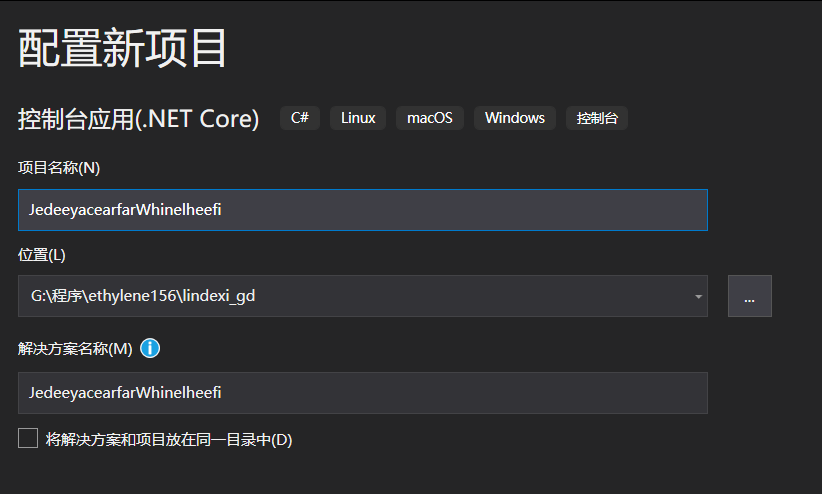 配置新项目
控制台应用(.NET Core) C# Linux macOS Windows 控制台
项目名称(N)
JedeeyacearfarWhinelheefi
位置(L)
G:\程序\ethylene156\lindexi_gd ...
解决方案名称(M)
JedeeyacearfarWhinelheefi
将解决方案和项目放在同一目录中(D)